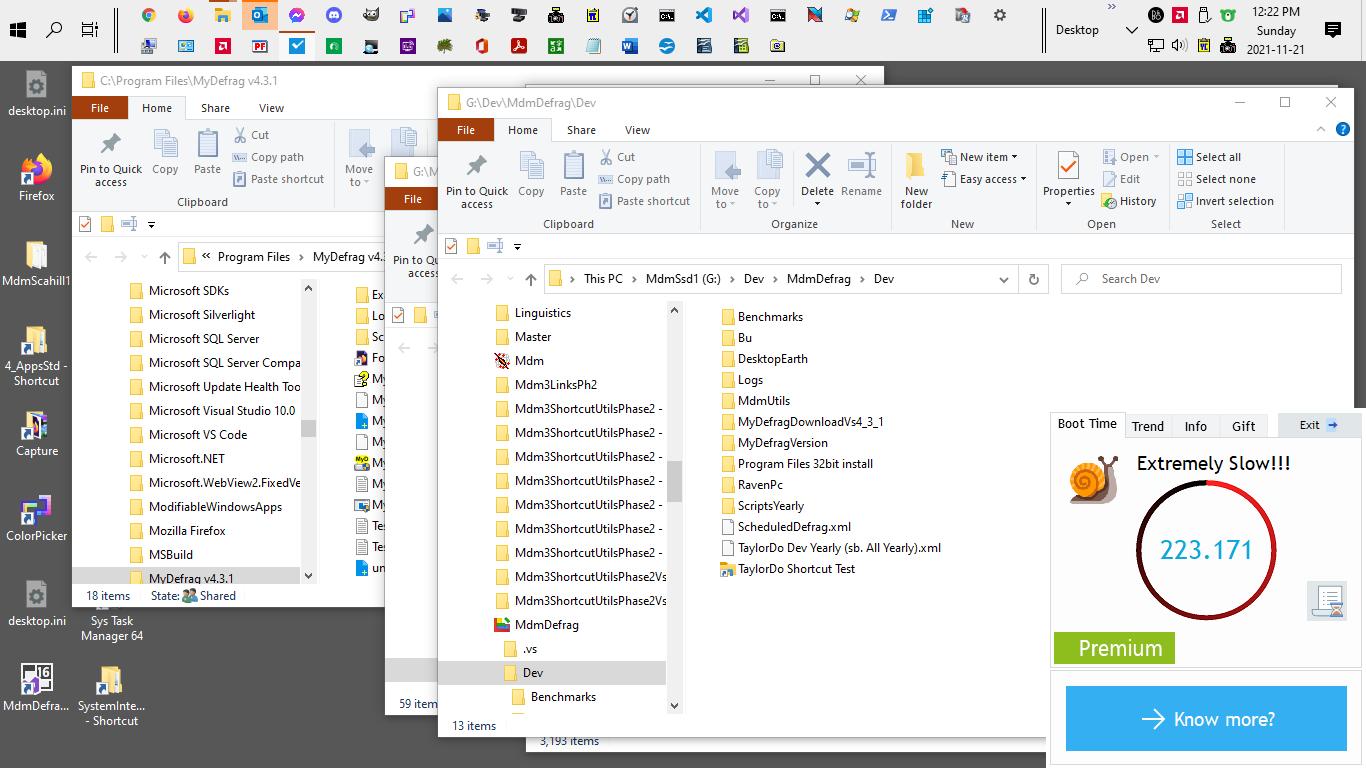 Desktop
»
12:22 PM
Sunday
2021-11-21
desktop.ini
Firefox
MdmScahill1
4_AppsStd -
Shortcut
Capture
ColorPicker
desktop.ini
Sys Task
Manager 64
MdmDefra...
SystemInte...
- Shortcut
C:\Program Files\MyDefrag v4.3.1
File
Home
Share
View
Pin to Quick
access
Copy
Paste
Cut
Copy path
Paste shortcut
Move
to
Clipboard
« Program Files › MyDefrag v4.3
Microsoft SDKs
Microsoft Silverlight
Microsoft SQL Server
Microsoft SQL Server Compa
Microsoft Update Health Too
Microsoft Visual Studio 10.0
Microsoft VS Code
Microsoft.NET
Microsoft.WebView2.FixedVe
ModifiableWindowsApps
Mozilla Firefox
MSBuild
MyDefrag v4.3.1
Ex
Lo
Sc
Fo
My
My
My
My
My
My
My
Tes
Tes
un
18 items
State:
Shared
G:\M
File
Pin to Quic
acces
59 item
G:\Dev\MdmDefrag\Dev
File
Home
Share
View
Pin to Quick
access
Copy
Paste
Cut
Copy path
Paste shortcut
Clipboard
Move
to
Copy
to
Delete
Rename
Organize
New
folder
New item
Easy access
New
Properties
Open
Edit
History
Open
Select all
Select none
Invert selection
Select
› This PC › MdmSsd1 (G:) › Dev › MdmDefrag › Dev
Search Dev
Linguistics
Master
Mdm
Mdm3LinksPh2
Mdm3ShortcutUtilsPhase2 -
Mdm3ShortcutUtilsPhase2 -
Mdm3ShortcutUtilsPhase2 -
Mdm3ShortcutUtilsPhase2 -
Mdm3ShortcutUtilsPhase2 -
Mdm3ShortcutUtilsPhase2 -
Mdm3ShortcutUtilsPhase2 -
Mdm3ShortcutUtilsPhase2Vs
Mdm3ShortcutUtilsPhase2Vs
MdmDefrag
.vs
Dev
Benchmarks
Benchmarks
Bu
DesktopEarth
Logs
MdmUtils
MyDefragDownloadVs4_3_1
MyDefragVersion
Program Files 32bit install
RavenPc
ScriptsYearly
ScheduledDefrag.xml
TaylorDo Dev Yearly (sb. All Yearly).xml
TaylorDo Shortcut Test
13 items
3,193 items
Boot Time
Trend
Info
Gift
Exit
Extremely Slow!!!
223.171
Premium
Know more?